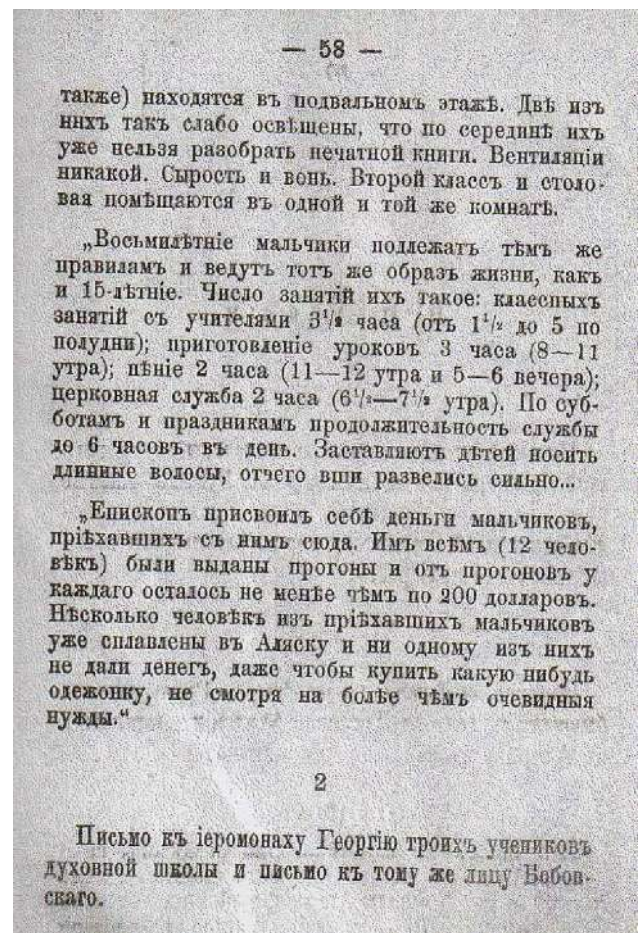 — 58 —
также) находятся въ подвальномъ этажѣ. Двѣ изъ
нихъ такъ слабо освѣщены, что по серединѣ ихъ
уже нельзя разобрать печатной книги. Вентиляціи
никакой. Сырость и вонь. Второй классъ и столо-
вая помѣщаются въ одной и той же комнатѣ.
„Восьмилѣтніе мальчики подлежатъ тѣмъ же
правиламъ и ведутъ тотъ же образъ жизни, какъ
и 15-лѣтніе. Число занятій ихъ такое: классныхъ
занятій съ учителями 3¹/₂ часа (отъ 1¹/₂ до 5 по
полудни); приготовленіе уроковъ 3 часа (8—11
утра); пѣніе 2 часа (11—12 утра и 5—6 вечера);
церковная служба 2 часа (6¹/₂—7¹/₂ утра). По суб-
ботамъ и праздникамъ продолжительность службы
до 6 часовъ въ день. Заставляютъ дѣтей носить
длинные волосы, отчего вши развелись сильно...
„Епископъ присвоилъ себѣ деньги мальчиковъ,
пріѣхавшихъ съ нимъ сюда. Имъ всѣмъ (12 чело-
вѣкъ) были выданы прогоны и отъ прогоновъ у
каждаго осталось не менѣе чѣмъ по 200 долларовъ.
Нѣсколько человѣкъ изъ пріѣхавшихъ мальчиковъ
уже сплавлены въ Аляску и ни одному изъ нихъ
не дали денегъ, даже чтобы купить какую нибудь
одежонку, не смотря на болѣе чѣмъ очевидныя
нужды.“
2
Письмо къ іеромонаху Георгію троихъ учениковъ
духовной школы и письмо къ тому же лицу Бобов-
скаго.